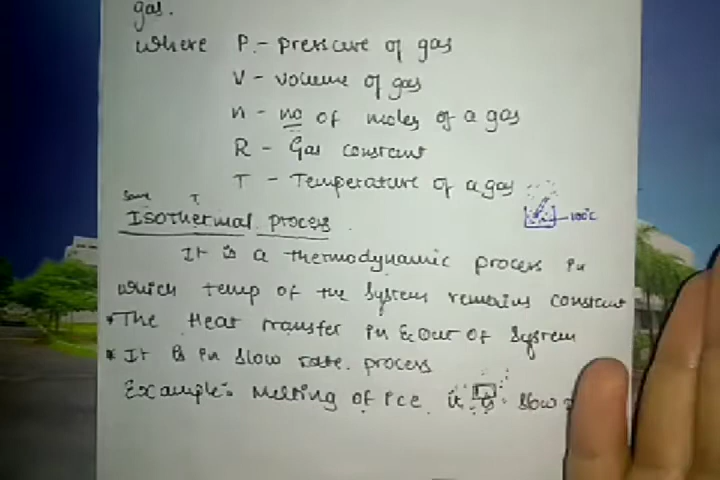 gas.
where P - pressure of gas
V - volume of gas
n - no of moles of a gas
R - Gas constant
T - Temperature of a gas
Same T
100°C
Isothermal process
It is a thermodynamic process in
which temp of the system remains constant
* The Heat transfer in & out of system
* It is in slow rate process
Example:- Melting of ice it is slow